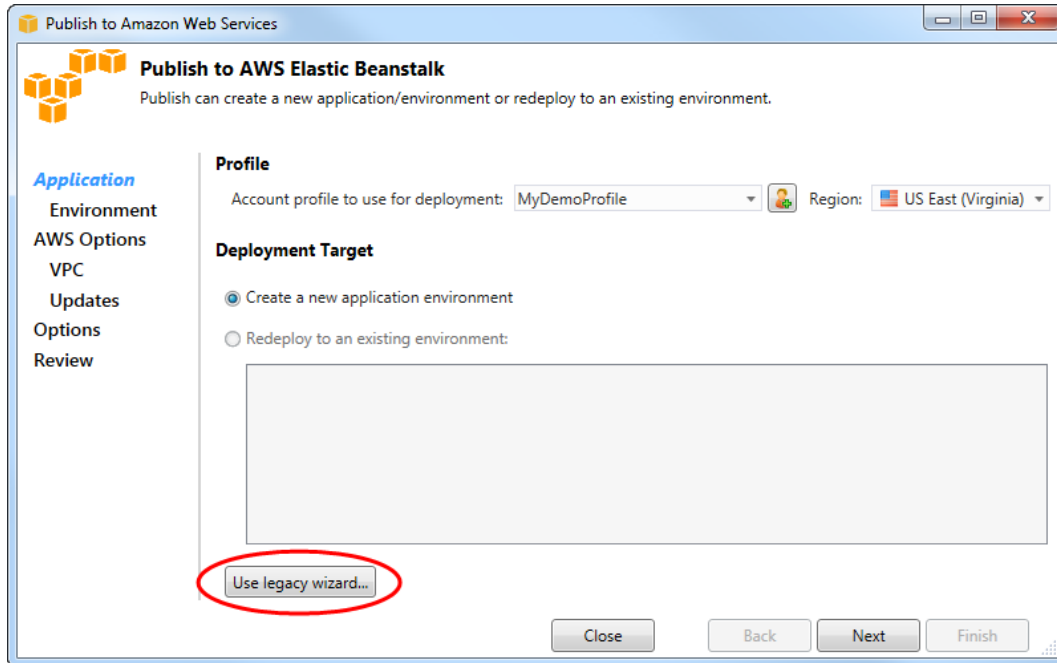 Publish to Amazon Web Services
Publish to AWS Elastic Beanstalk
Publish can create a new application/environment or redeploy to an existing environment.
Application
Environment
AWS Options
VPC
Updates
Options
Review
Profile
Account profile to use for deployment: MyDemoProfile Region: US East (Virginia)
Deployment Target
Create a new application environment
Redeploy to an existing environment:
Use legacy wizard...
Close Back Next Finish